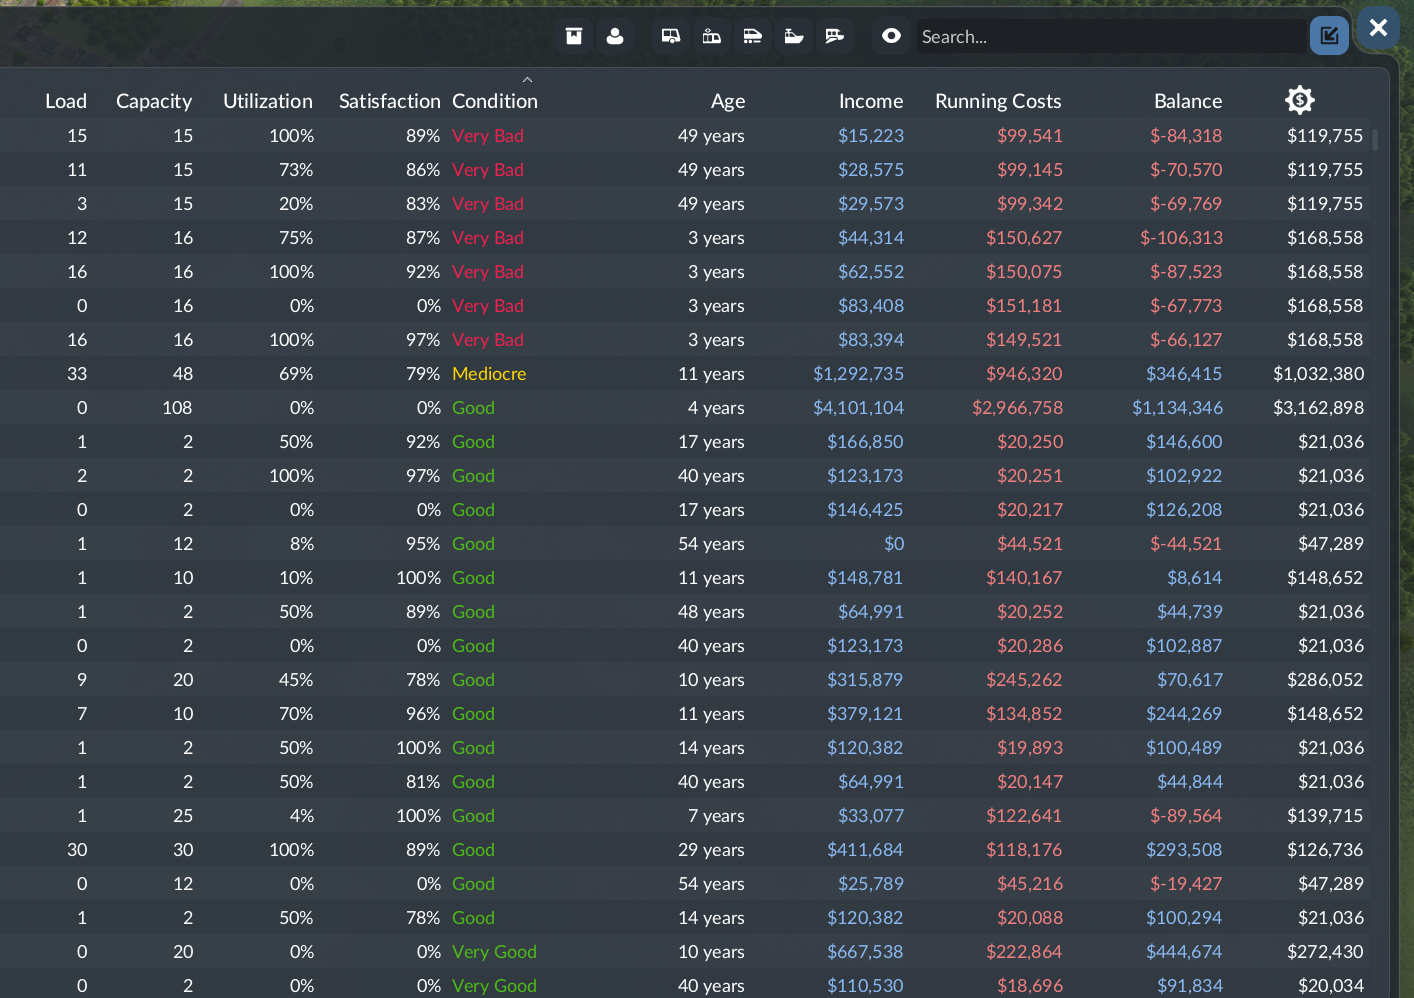 Search...
Load Capacity Utilization Satisfaction Condition Age Income Running Costs Balance
15 15 100% 89% Very Bad 49 years $15,223 $99,541 $-84,318 $119,755
11 15 73% 86% Very Bad 49 years $28,575 $99,145 $-70,570 $119,755
3 15 20% 83% Very Bad 49 years $29,573 $99,342 $-69,769 $119,755
12 16 75% 87% Very Bad 3 years $44,314 $150,627 $-106,313 $168,558
16 16 100% 92% Very Bad 3 years $62,552 $150,075 $-87,523 $168,558
0 16 0% 0% Very Bad 3 years $83,408 $151,181 $-67,773 $168,558
16 16 100% 97% Very Bad 3 years $83,394 $149,521 $-66,127 $168,558
33 48 69% 79% Mediocre 11 years $1,292,735 $946,320 $346,415 $1,032,380
0 108 0% 0% Good 4 years $4,101,104 $2,966,758 $1,134,346 $3,162,898
1 2 50% 92% Good 17 years $166,850 $20,250 $146,600 $21,036
2 2 100% 97% Good 40 years $123,173 $20,251 $102,922 $21,036
0 2 0% 0% Good 17 years $146,425 $20,217 $126,208 $21,036
1 12 8% 95% Good 54 years $0 $44,521 $-44,521 $47,289
1 10 10% 100% Good 11 years $148,781 $140,167 $8,614 $148,652
1 2 50% 89% Good 48 years $64,991 $20,252 $44,739 $21,036
0 2 0% 0% Good 40 years $123,173 $20,286 $102,887 $21,036
9 20 45% 78% Good 10 years $315,879 $245,262 $70,617 $286,052
7 10 70% 96% Good 11 years $379,121 $134,852 $244,269 $148,652
1 2 50% 100% Good 14 years $120,382 $19,893 $100,489 $21,036
1 2 50% 81% Good 40 years $64,991 $20,147 $44,844 $21,036
1 25 4% 100% Good 7 years $33,077 $122,641 $-89,564 $139,715
30 30 100% 89% Good 29 years $411,684 $118,176 $293,508 $126,736
0 12 0% 0% Good 54 years $25,789 $45,216 $-19,427 $47,289
1 2 50% 78% Good 14 years $120,382 $20,088 $100,294 $21,036
0 20 0% 0% Very Good 10 years $667,538 $222,864 $444,674 $272,430
0 2 0% 0% Very Good 40 years $110,530 $18,696 $91,834 $20,034